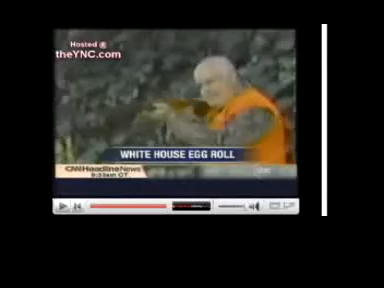 Hosted @
theYNC.com
WHITE HOUSE EGG ROLL
CNN Headline News